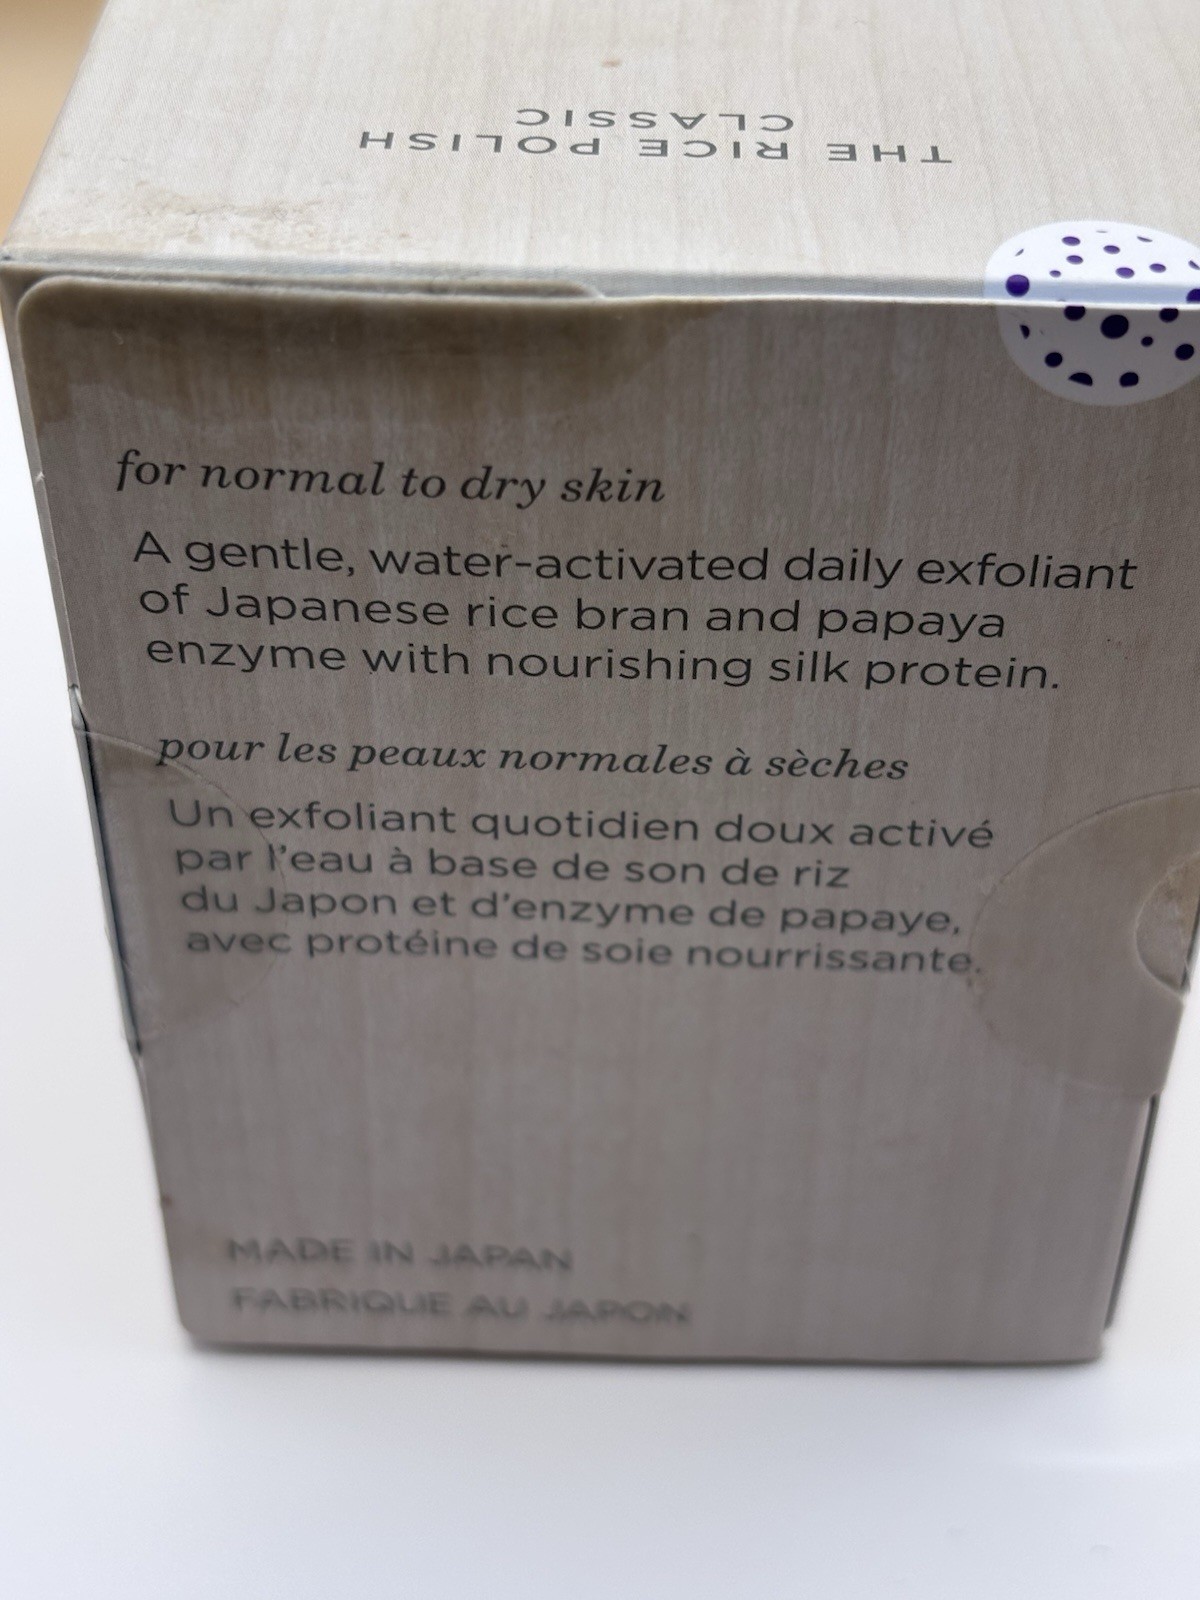 THE RICE POLISH
CLASSIC
for normal to dry skin
A gentle, water-activated daily exfoliant
of Japanese rice bran and papaya
enzyme with nourishing silk protein.
pour les peaux normales à sèches
Un exfoliant quotidien doux activé
par l'eau à base de son de riz
du Japon et d'enzyme de papaye,
avec protéine de soie nourrissante.
MADE IN JAPAN
FABRIQUE AU JAPON